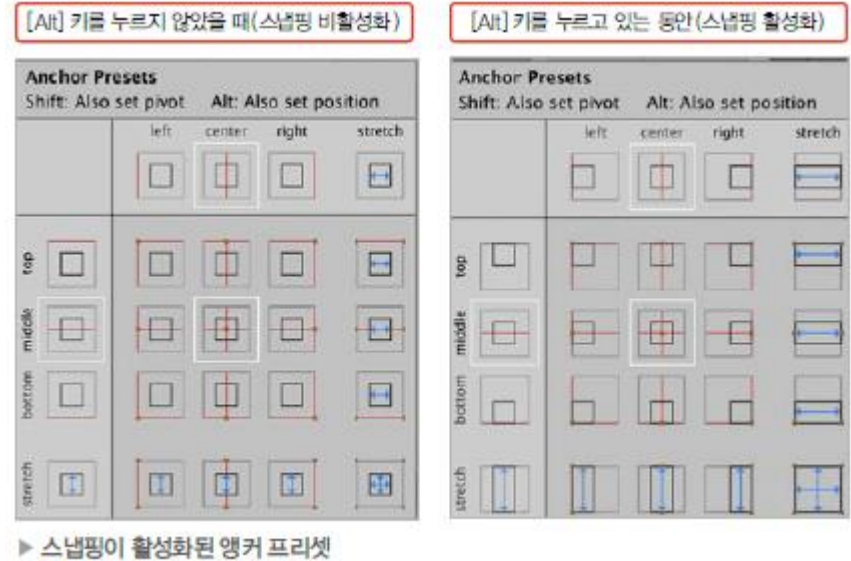 [Alt] 키를 누르지 않았을 때(스냅핑 비활성화)
[Alt] 키를 누르고 있는 동안(스냅핑 활성화)
Anchor Presets
Shift: Also set pivot Alt: Also set position
left center right stretch
top
middle
bottom
stretch
Anchor Presets
Shift: Also set pivot Alt: Also set position
left center right stretch
top
middle
bottom
stretch
▶ 스냅핑이 활성화된 앵커 프리셋